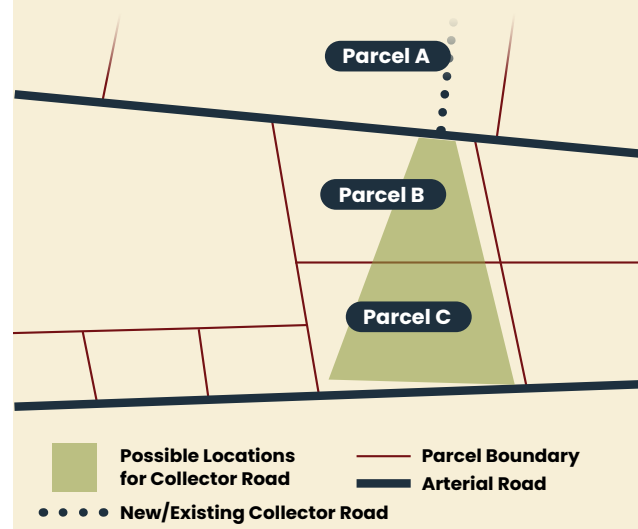 Parcel A
Parcel B
Parcel C
Possible Locations
for Collector Road
Parcel Boundary
Arterial Road
New/Existing Collector Road